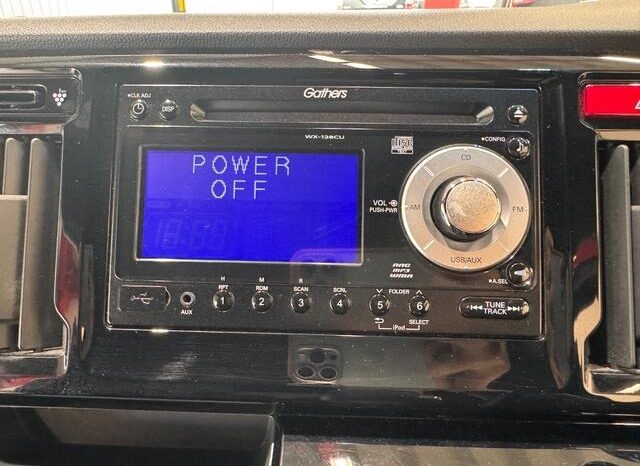 Gathers
*CLK ADJ
DISP
WX-128CU
*CONFIG
POWER
OFF
CD
VOL
PUSH-PWR
AM
FM
USB/AUX
AAC
MP3
WMA
*A.SEL
AUX
H
RPT
1
M
RDM
2
R
SCAN
3
SCRL
4
FOLDER
5
6
iPod
SELECT
TUNE
TRACK